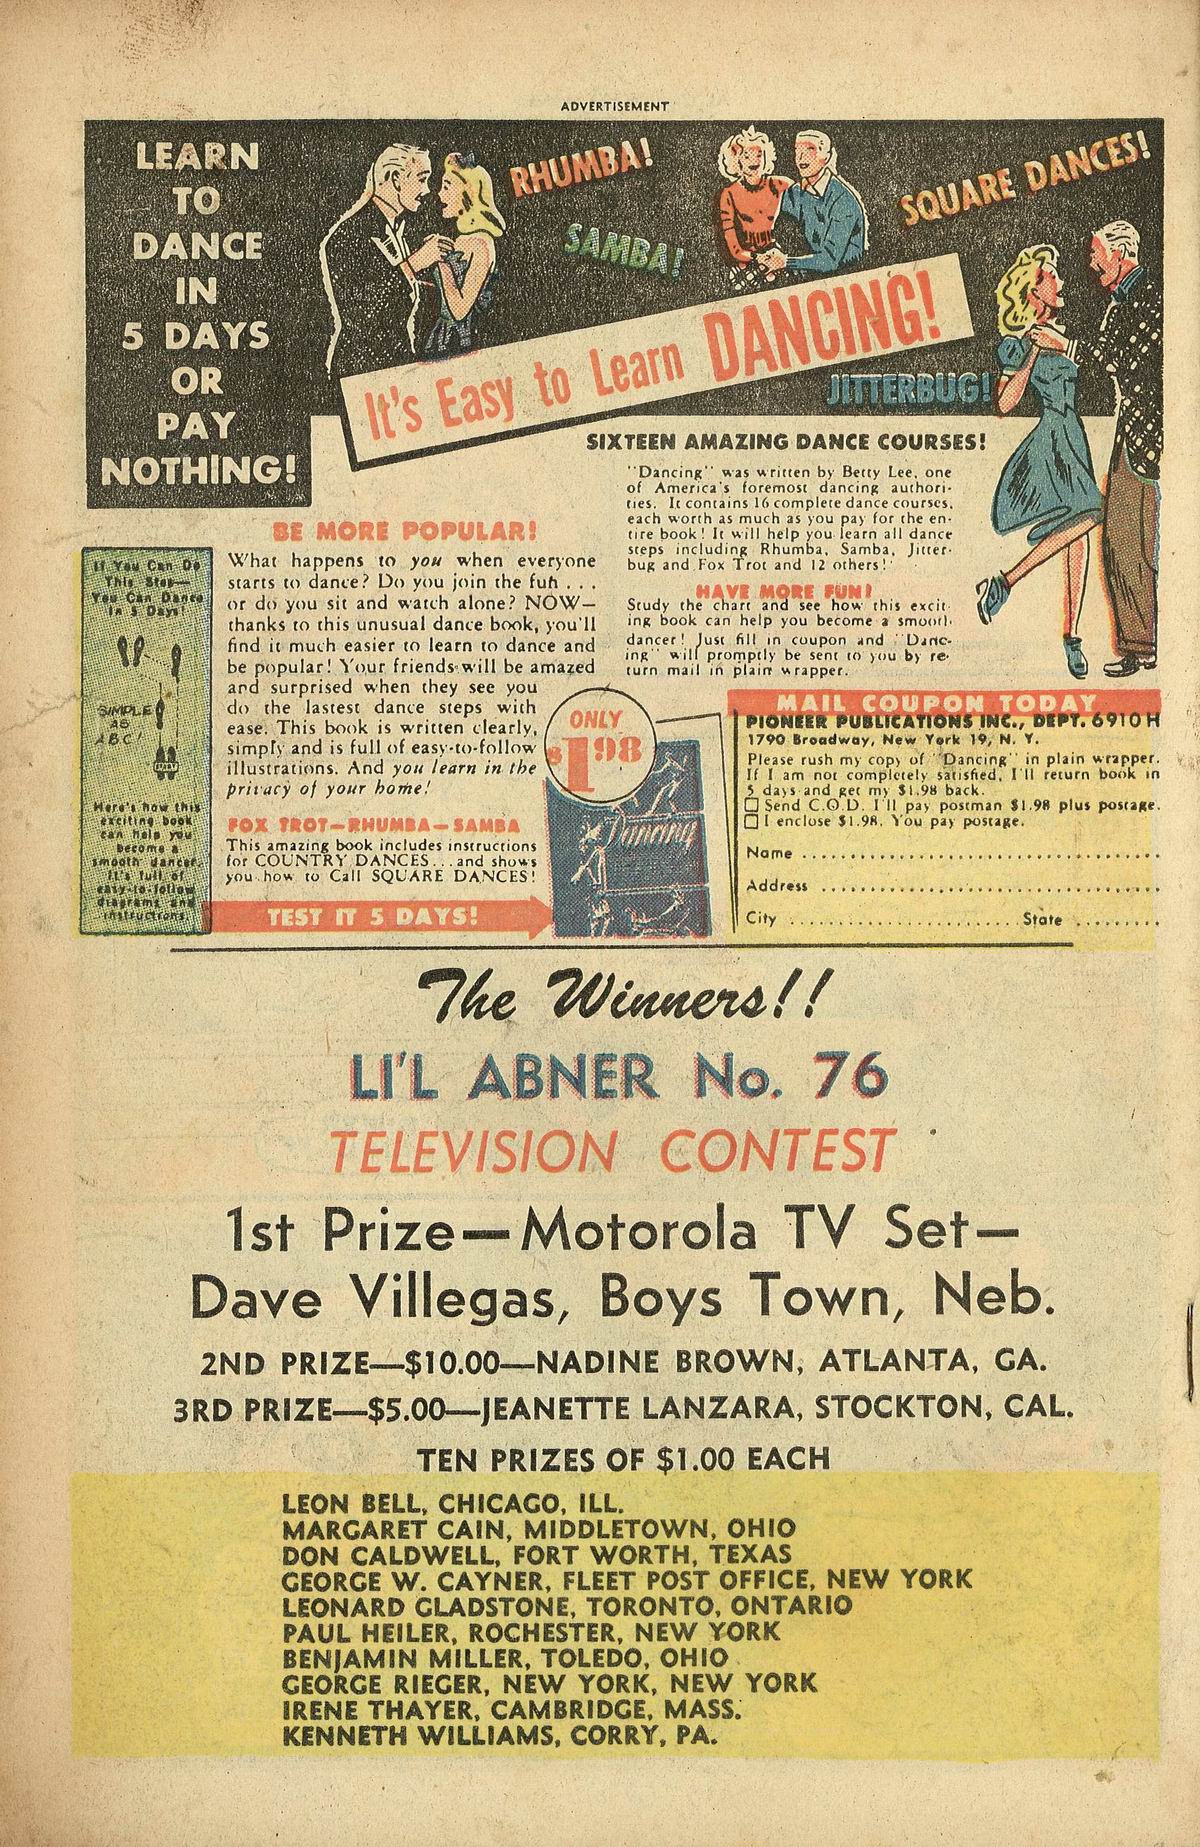 ADVERTISEMENT
LEARN
TO
DANCE
IN
5 DAYS
OR
PAY
NOTHING!
RHUMBA!
SAMBA!
SQUARE DANCES!
It's Easy to Learn DANCING!
JITTERBUG!
BE MORE POPULAR!
What happens to you when everyone
starts to dance? Do you join the fun . . .
or do you sit and watch alone? NOW—
thanks to this unusual dance book, you'll
find it much easier to learn to dance and
be popular! Your friends will be amazed
and surprised when they see you
do the lastest dance steps with
ease. This book is written clearly,
simply and is full of easy-to-follow
illustrations. And you learn in the
privacy of your home!
FOX TROT—RHUMBA—SAMBA
This amazing book includes instructions
for COUNTRY DANCES...and shows
you how to Call SQUARE DANCES!
TEST IT 5 DAYS!
If You Can Do
This Step—
You Can Dance
In 5 Days!
SIMPLE
AS
ABC!
START
Here's how this
exciting book
can help you
become a
smooth dancer.
It's full of
easy-to-follow
diagrams and
instructions.
SIXTEEN AMAZING DANCE COURSES!
"Dancing" was written by Betty Lee, one
of America's foremost dancing authori-
ties. It contains 16 complete dance courses,
each worth as much as you pay for the en-
tire book! It will help you learn all dance
steps including Rhumba, Samba, Jitter-
bug and Fox Trot and 12 others!
HAVE MORE FUN!
Study the chart and see how this excit-
ing book can help you become a smooth
dancer! Just fill in coupon and "Danc-
ing" will promptly be sent to you by re-
turn mail in plain wrapper.
ONLY
$1.98
Dancing
MAIL COUPON TODAY
PIONEER PUBLICATIONS INC., DEPT. 6910 H
1790 Broadway, New York 19, N. Y.
Please rush my copy of "Dancing" in plain wrapper.
If I am not completely satisfied, I'll return book in
5 days and get my $1.98 back.
☐ Send C.O.D. I'll pay postman $1.98 plus postage.
☐ I enclose $1.98. You pay postage.
Name ........................................
Address ........................................
City .............................. State ..........
The Winners!!
LI'L ABNER No. 76
TELEVISION CONTEST
1st Prize—Motorola TV Set—
Dave Villegas, Boys Town, Neb.
2ND PRIZE—$10.00—NADINE BROWN, ATLANTA, GA.
3RD PRIZE—$5.00—JEANETTE LANZARA, STOCKTON, CAL.
TEN PRIZES OF $1.00 EACH
LEON BELL, CHICAGO, ILL.
MARGARET CAIN, MIDDLETOWN, OHIO
DON CALDWELL, FORT WORTH, TEXAS
GEORGE W. CAYNER, FLEET POST OFFICE, NEW YORK
LEONARD GLADSTONE, TORONTO, ONTARIO
PAUL HEILER, ROCHESTER, NEW YORK
BENJAMIN MILLER, TOLEDO, OHIO
GEORGE RIEGER, NEW YORK, NEW YORK
IRENE THAYER, CAMBRIDGE, MASS.
KENNETH WILLIAMS, CORRY, PA.